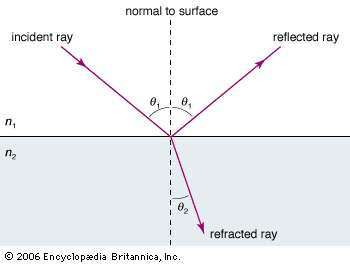 normal to surface
incident ray
reflected ray
θ₁ θ₁
n₁
n₂
θ₂
refracted ray
© 2006 Encyclopædia Britannica, Inc.